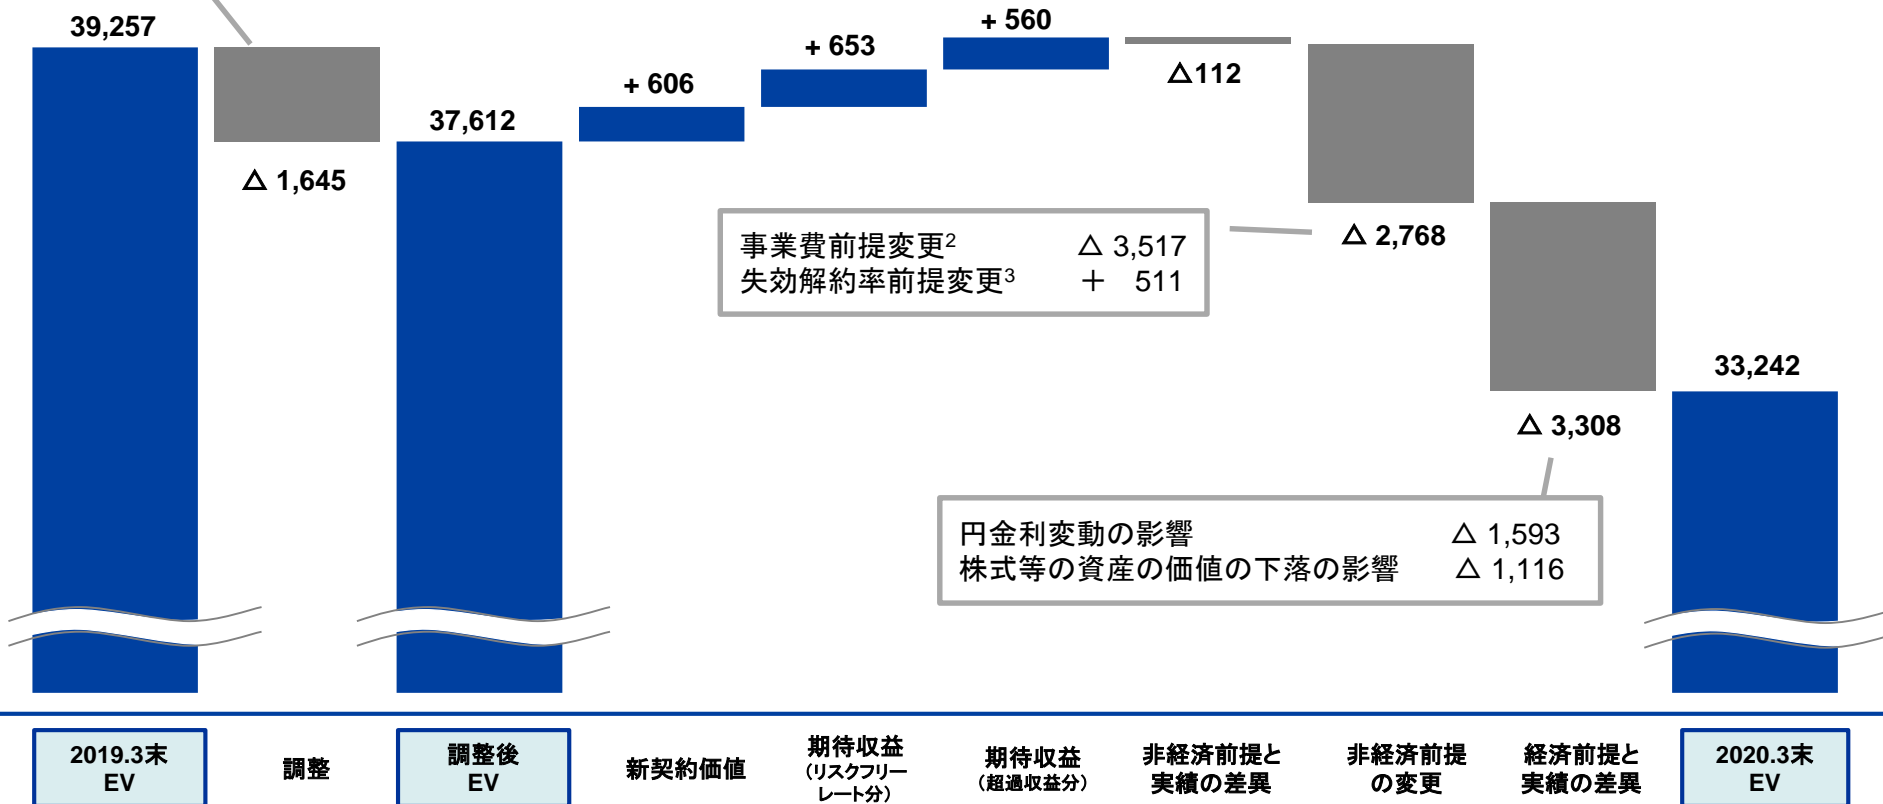 39,257
△ 1,645
37,612
+ 606
+ 653
+ 560
△112
△ 2,768
事業費前提変更2 △ 3,517
失効解約率前提変更3 ＋ 511
△ 3,308
円金利変動の影響 △ 1,593
株式等の資産の価値の下落の影響 △ 1,116
33,242
2019.3末
EV
調整
調整後
EV
新契約価値
期待収益
（リスクフリー
レート分）
期待収益
（超過収益分）
非経済前提と
実績の差異
非経済前提
の変更
経済前提と
実績の差異
2020.3末
EV